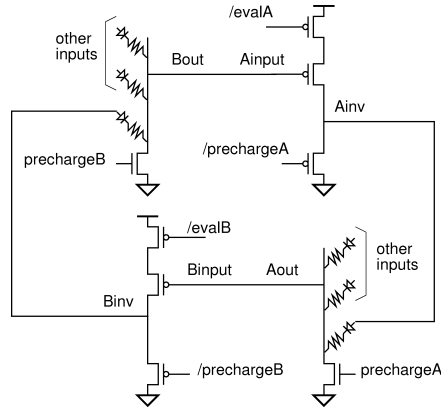 /evalA
other
inputs
Bout
Ainput
Ainv
prechargeB
/prechargeA
/evalB
Binput
Aout
other
inputs
Binv
/prechargeB
prechargeA